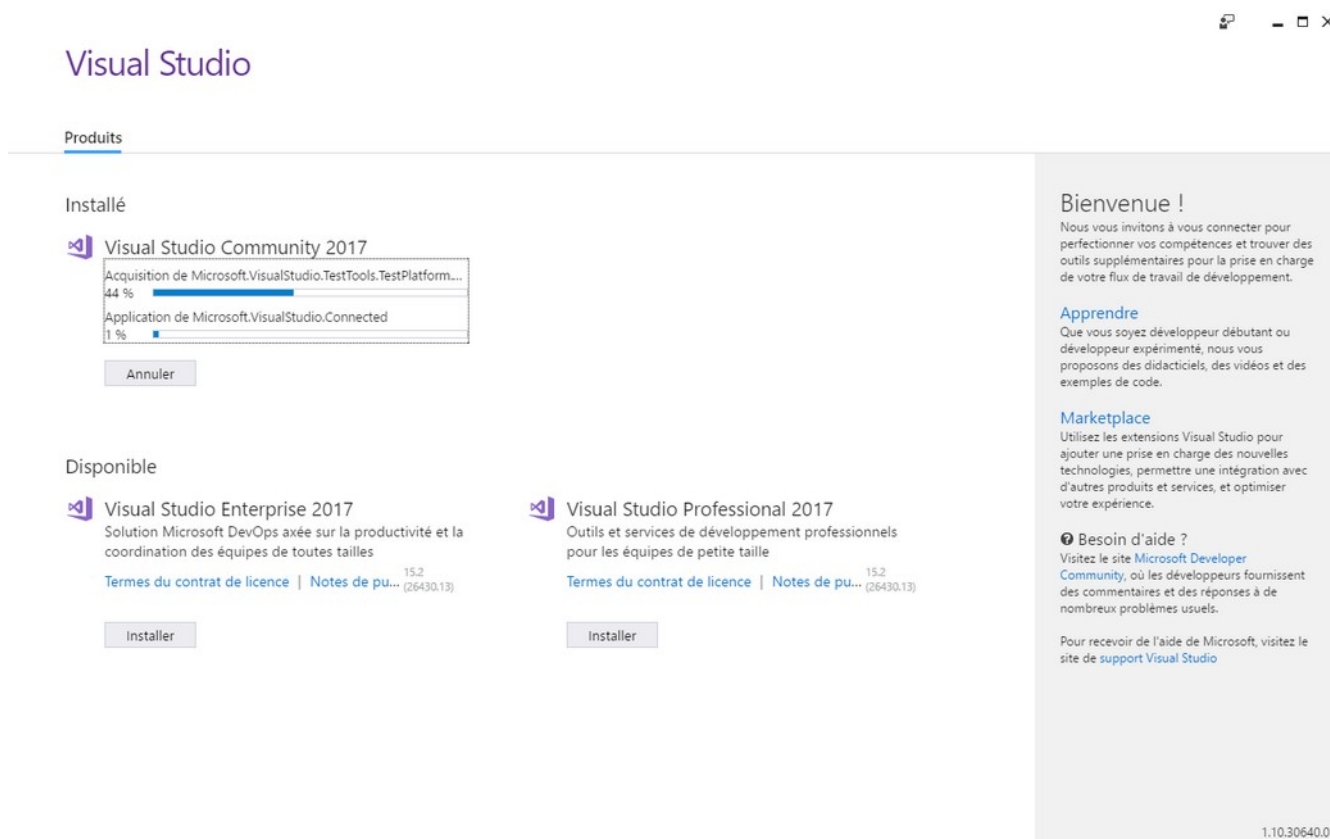 Visual Studio
Produits
Installé
Visual Studio Community 2017
Acquisition de Microsoft.VisualStudio.TestTools.TestPlatform....
44 %
Application de Microsoft.VisualStudio.Connected
1 %
Annuler
Disponible
Visual Studio Enterprise 2017
Solution Microsoft DevOps axée sur la productivité et la
coordination des équipes de toutes tailles
Termes du contrat de licence | Notes de pu... 15.2
(26430.13)
Installer
Visual Studio Professional 2017
Outils et services de développement professionnels
pour les équipes de petite taille
Termes du contrat de licence | Notes de pu... 15.2
(26430.13)
Installer
Bienvenue !
Nous vous invitons à vous connecter pour
perfectionner vos compétences et trouver des
outils supplémentaires pour la prise en charge
de votre flux de travail de développement.
Apprendre
Que vous soyez développeur débutant ou
développeur expérimenté, nous vous
proposons des didacticiels, des vidéos et des
exemples de code.
Marketplace
Utilisez les extensions Visual Studio pour
ajouter une prise en charge des nouvelles
technologies, permettre une intégration avec
d'autres produits et services, et optimiser
votre expérience.
Besoin d'aide ?
Visitez le site Microsoft Developer
Community, où les développeurs fournissent
des commentaires et des réponses à de
nombreux problèmes usuels.
Pour recevoir de l'aide de Microsoft, visitez le
site de support Visual Studio
1.10.30640.0